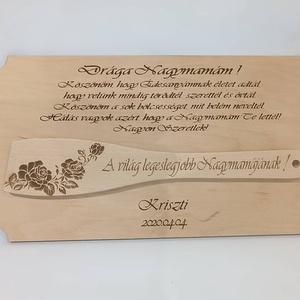 Drága Nagymamám!
Köszönöm, hogy Édesanyámnak életet adtál,
hogy velünk mindig törődtél, szerettél és óvtál.
Köszönöm a sok bölcsességet, mit belém neveltél.
Hálás vagyok azért, hogy a Nagymamám Te lettél!
Nagyon Szeretlek!
A világ legeslegjobb Nagymamájának!
Kriszti
2020.04.04.